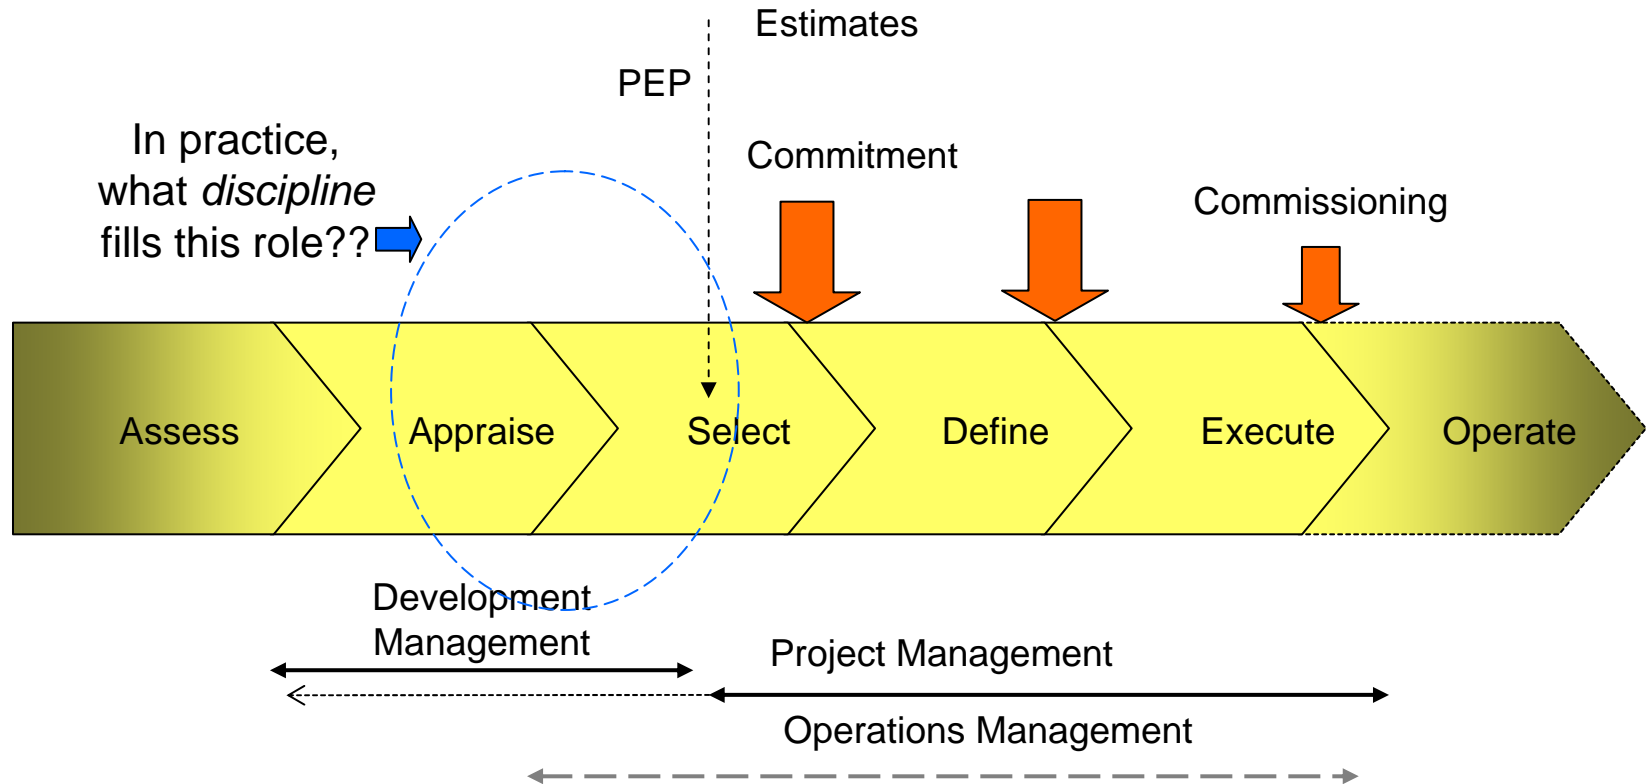 Estimates
PEP
In practice,
what discipline
fills this role??
Commitment
Commissioning
Assess
Appraise
Select
Define
Execute
Operate
Development
Management
Project Management
Operations Management